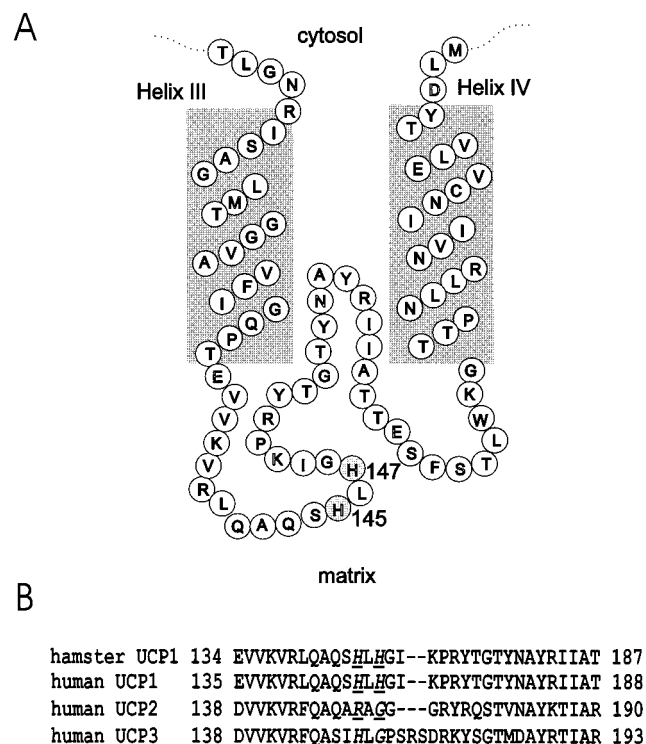 A
cytosol
T L G N R
Helix III
M L D Y T
Helix IV
G A S I
T M L
A V G G
I F V
T P Q G
E L V
I N C V
N V I
N L L R
T T P
E V V K V R L Q A Q S H L H G I K P R Y T G T Y N A Y R I I A T T E S F S T L W K G
147
145
matrix
B
hamster UCP1 134 EVVKVRLQAQSHLHGI--KPRYTGTYNAYRIIAT 187
human UCP1 135 EVVKVRLQAQSHLHGI--KPRYTGTYNAYRIIAT 188
human UCP2 138 DVVKVRFQAQARAGG---GRYRQSTVNAYKTIAR 190
human UCP3 138 DVVKVRFQASIHLGPSRSDRKYSGTMDAYRTIAR 193